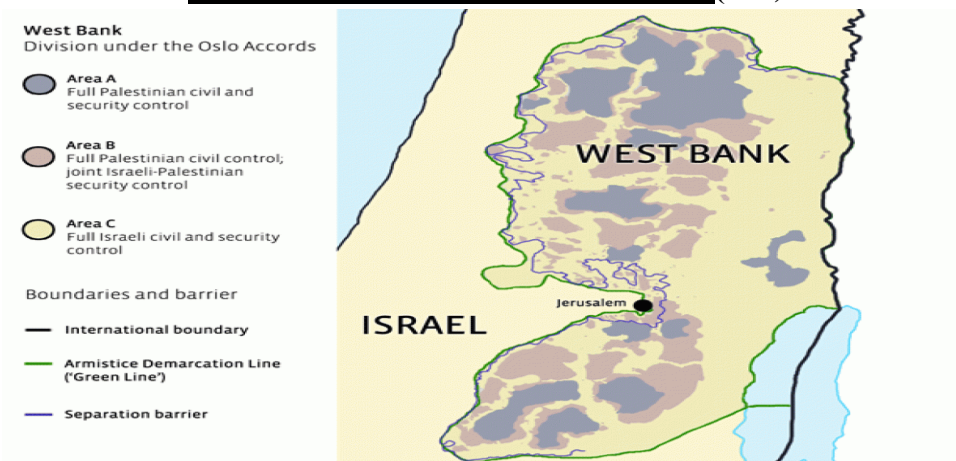 West Bank
Division under the Oslo Accords
Area A
Full Palestinian civil and
security control
Area B
Full Palestinian civil control;
joint Israeli-Palestinian
security control
Area C
Full Israeli civil and security
control
Boundaries and barrier
International boundary
Armistice Demarcation Line
('Green Line')
Separation barrier
WEST BANK
Jerusalem
ISRAEL